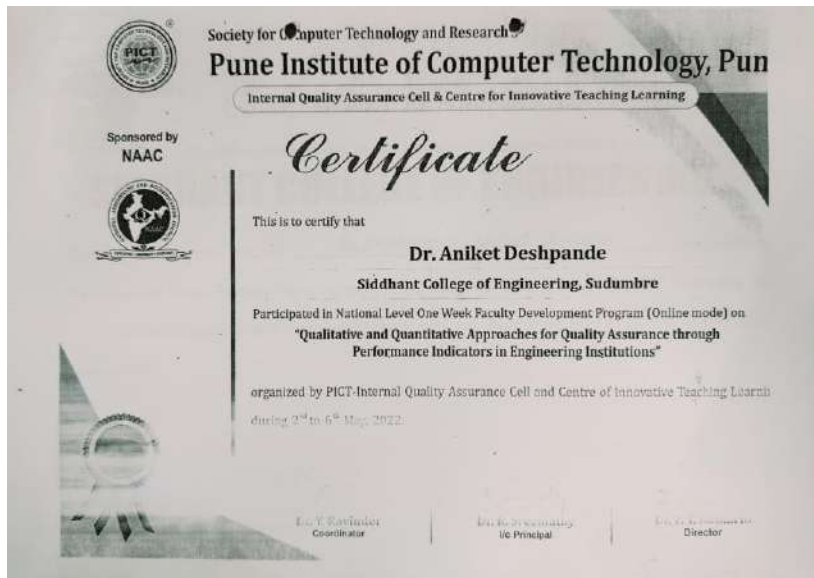 Society for Computer Technology and Research
Pune Institute of Computer Technology, Pun
Internal Quality Assurance Cell & Centre for Innovative Teaching Learning
PICT
Sponsored by
NAAC
Certificate
This is to certify that
Dr. Aniket Deshpande
Siddhant College of Engineering, Sudumbre
Participated in National Level One Week Faculty Development Program (Online mode) on
"Qualitative and Quantitative Approaches for Quality Assurance through
Performance Indicators in Engineering Institutions"
organized by PICT-Internal Quality Assurance Cell and Centre of Innovative Teaching Learni
during 2nd to 6th May, 2022.
Coordinator
I/c Principal
Director